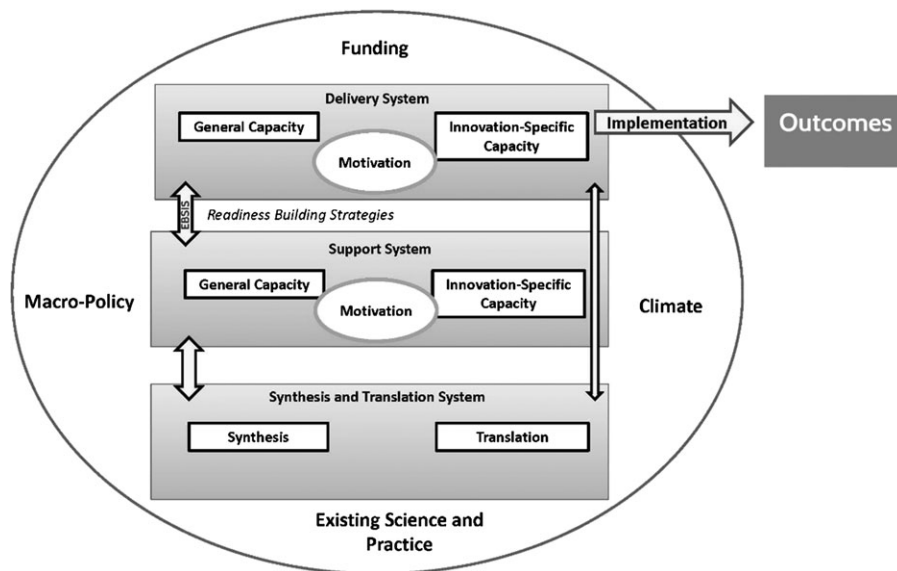 Funding
Delivery System
General Capacity
Innovation-Specific
Capacity
Motivation
Implementation
Outcomes
EBSIS
Readiness Building Strategies
Support System
General Capacity
Innovation-Specific
Capacity
Motivation
Macro-Policy
Climate
Synthesis and Translation System
Synthesis
Translation
Existing Science and
Practice